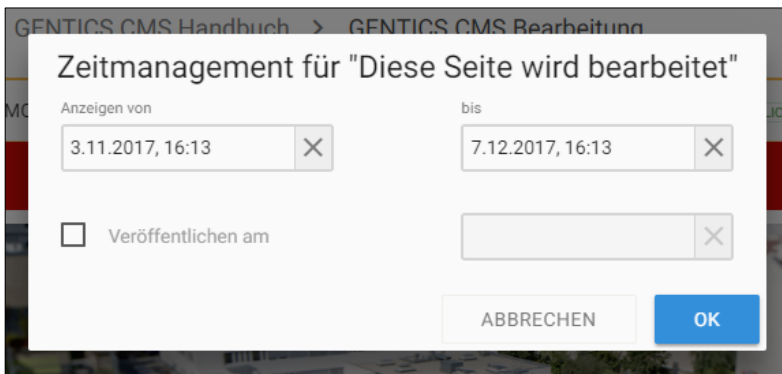 GENTICS CMS Handbuch > GENTICS CMS Bearbeitung
Zeitmanagement für "Diese Seite wird bearbeitet"
Anzeigen von bis
3.11.2017, 16:13 7.12.2017, 16:13
Veröffentlichen am
ABBRECHEN OK